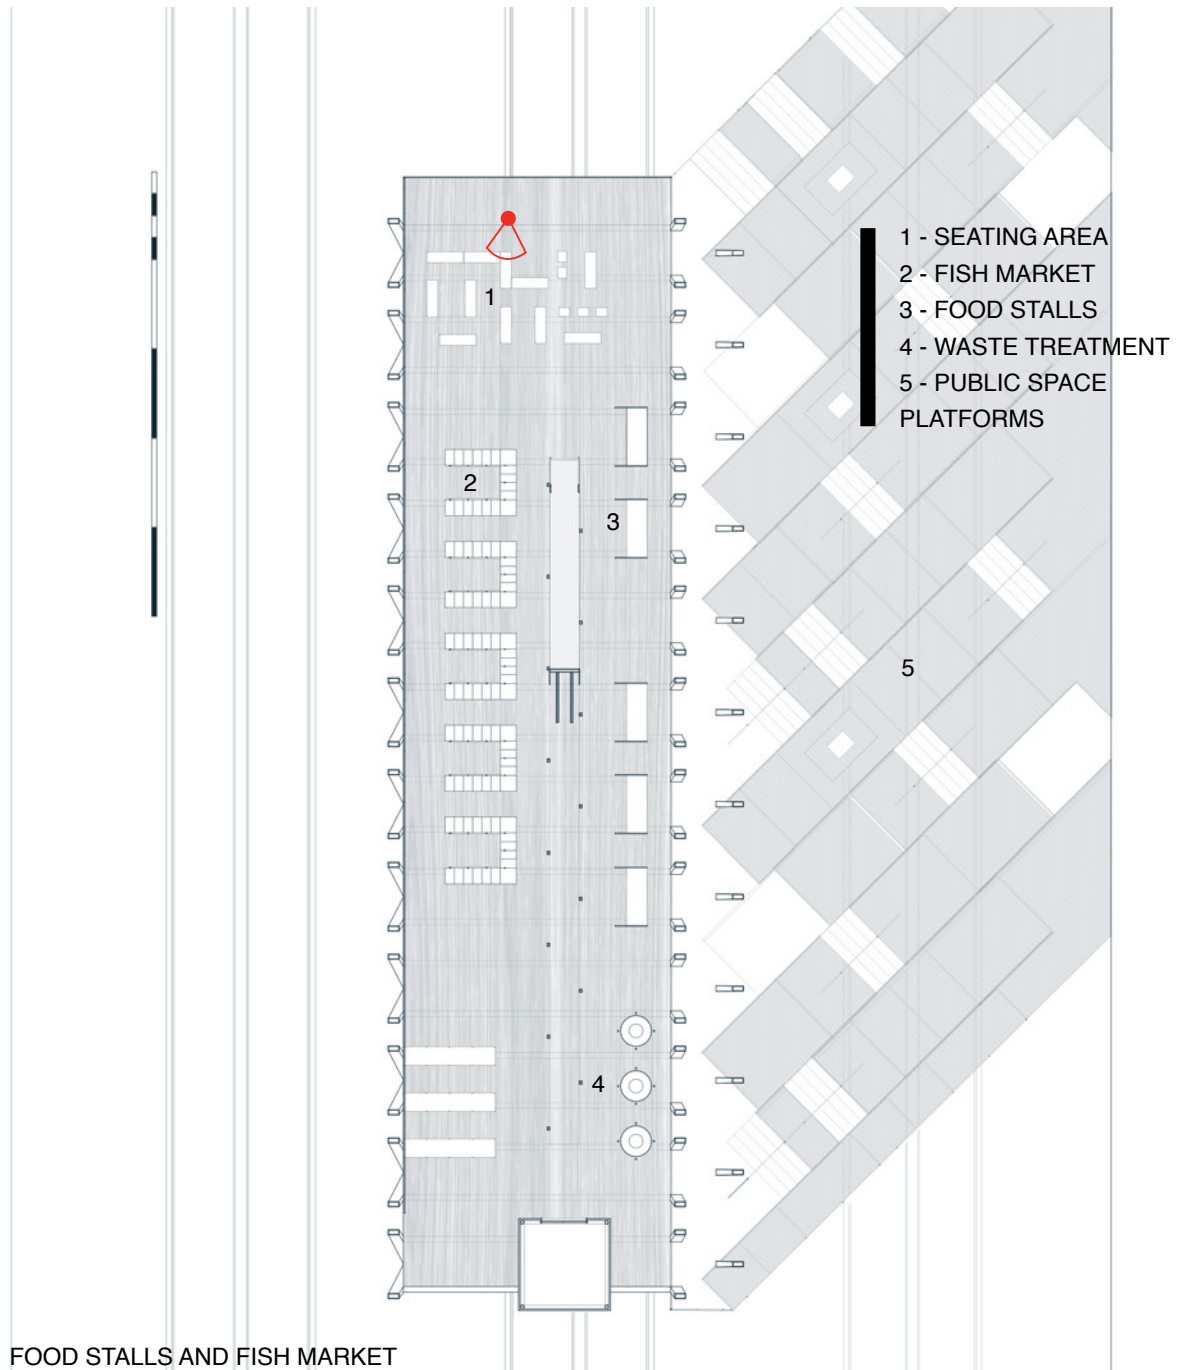 1 - SEATING AREA
2 - FISH MARKET
3 - FOOD STALLS
4 - WASTE TREATMENT
5 - PUBLIC SPACE
PLATFORMS
1
2
3
5
4
FOOD STALLS AND FISH MARKET